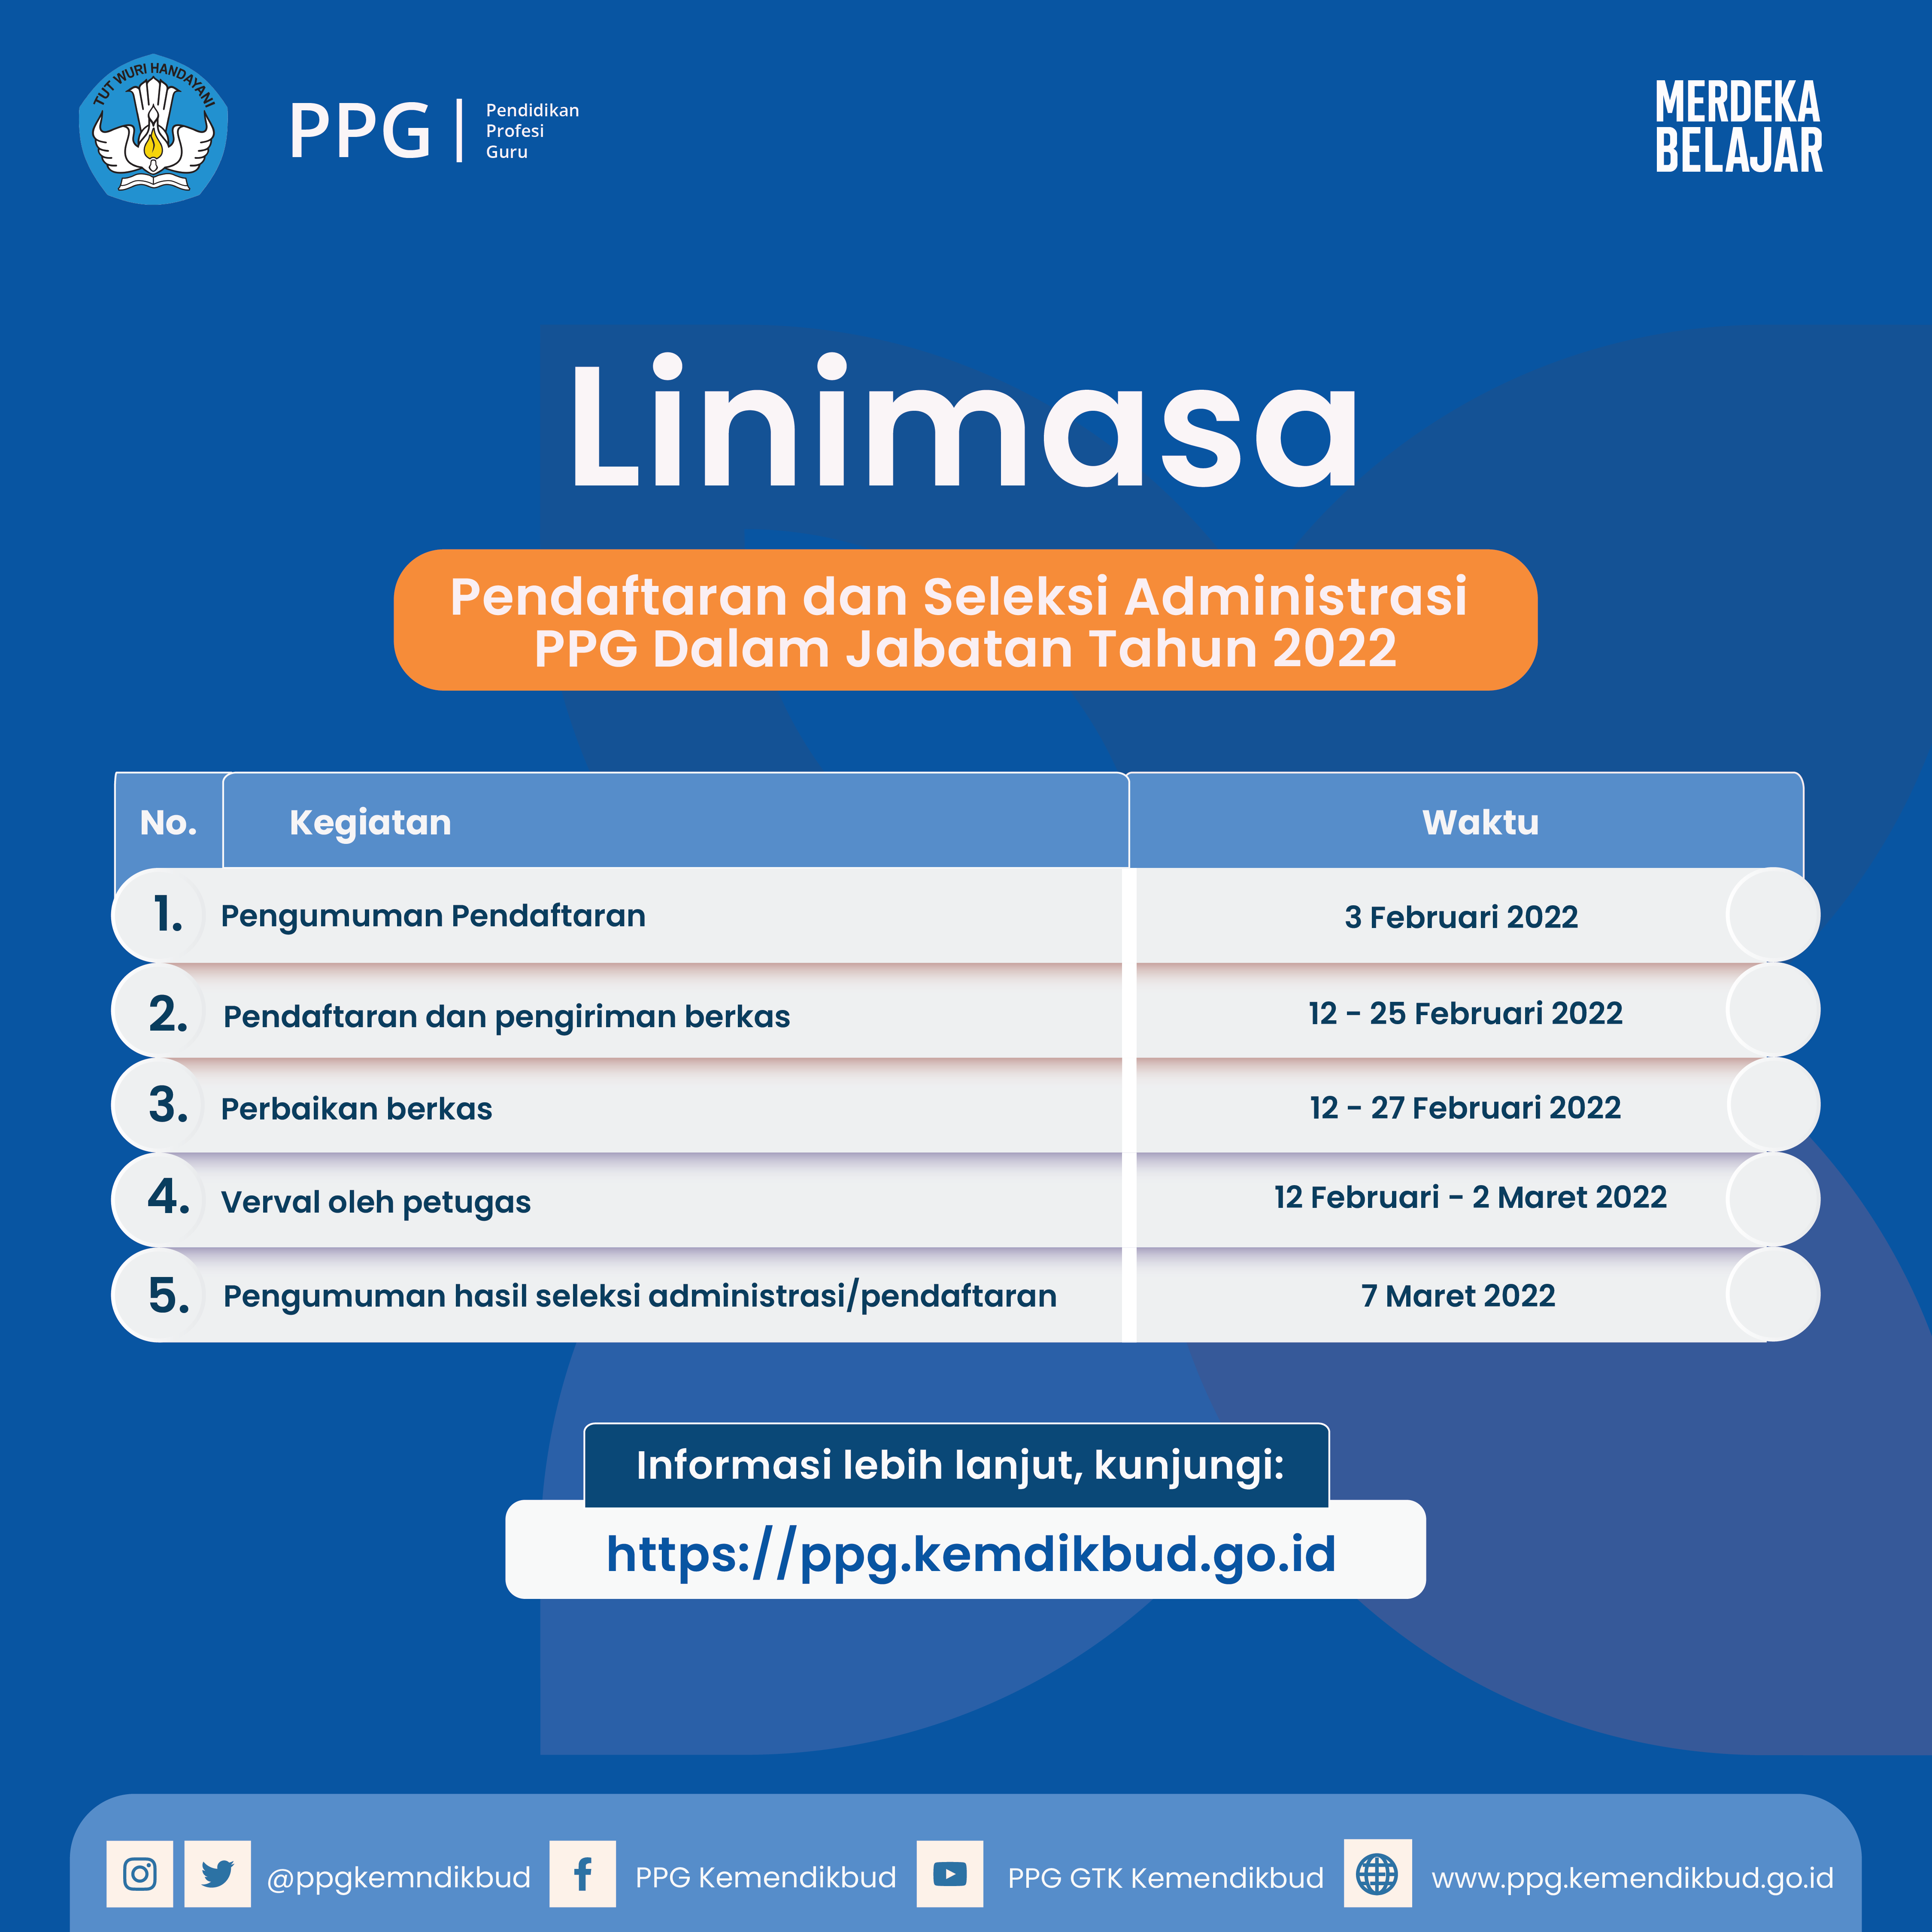 TUT WURI HANDAYANI
PPG
Pendidikan
Profesi
Guru
MERDEKA
BELAJAR
Linimasa
Pendaftaran dan Seleksi Administrasi
PPG Dalam Jabatan Tahun 2022
No. Kegiatan Waktu
1. Pengumuman Pendaftaran 3 Februari 2022
2. Pendaftaran dan pengiriman berkas 12 - 25 Februari 2022
3. Perbaikan berkas 12 - 27 Februari 2022
4. Verval oleh petugas 12 Februari - 2 Maret 2022
5. Pengumuman hasil seleksi administrasi/pendaftaran 7 Maret 2022
Informasi lebih lanjut, kunjungi:
https://ppg.kemdikbud.go.id
@ppgkemndikbud PPG Kemendikbud PPG GTK Kemendikbud www.ppg.kemendikbud.go.id